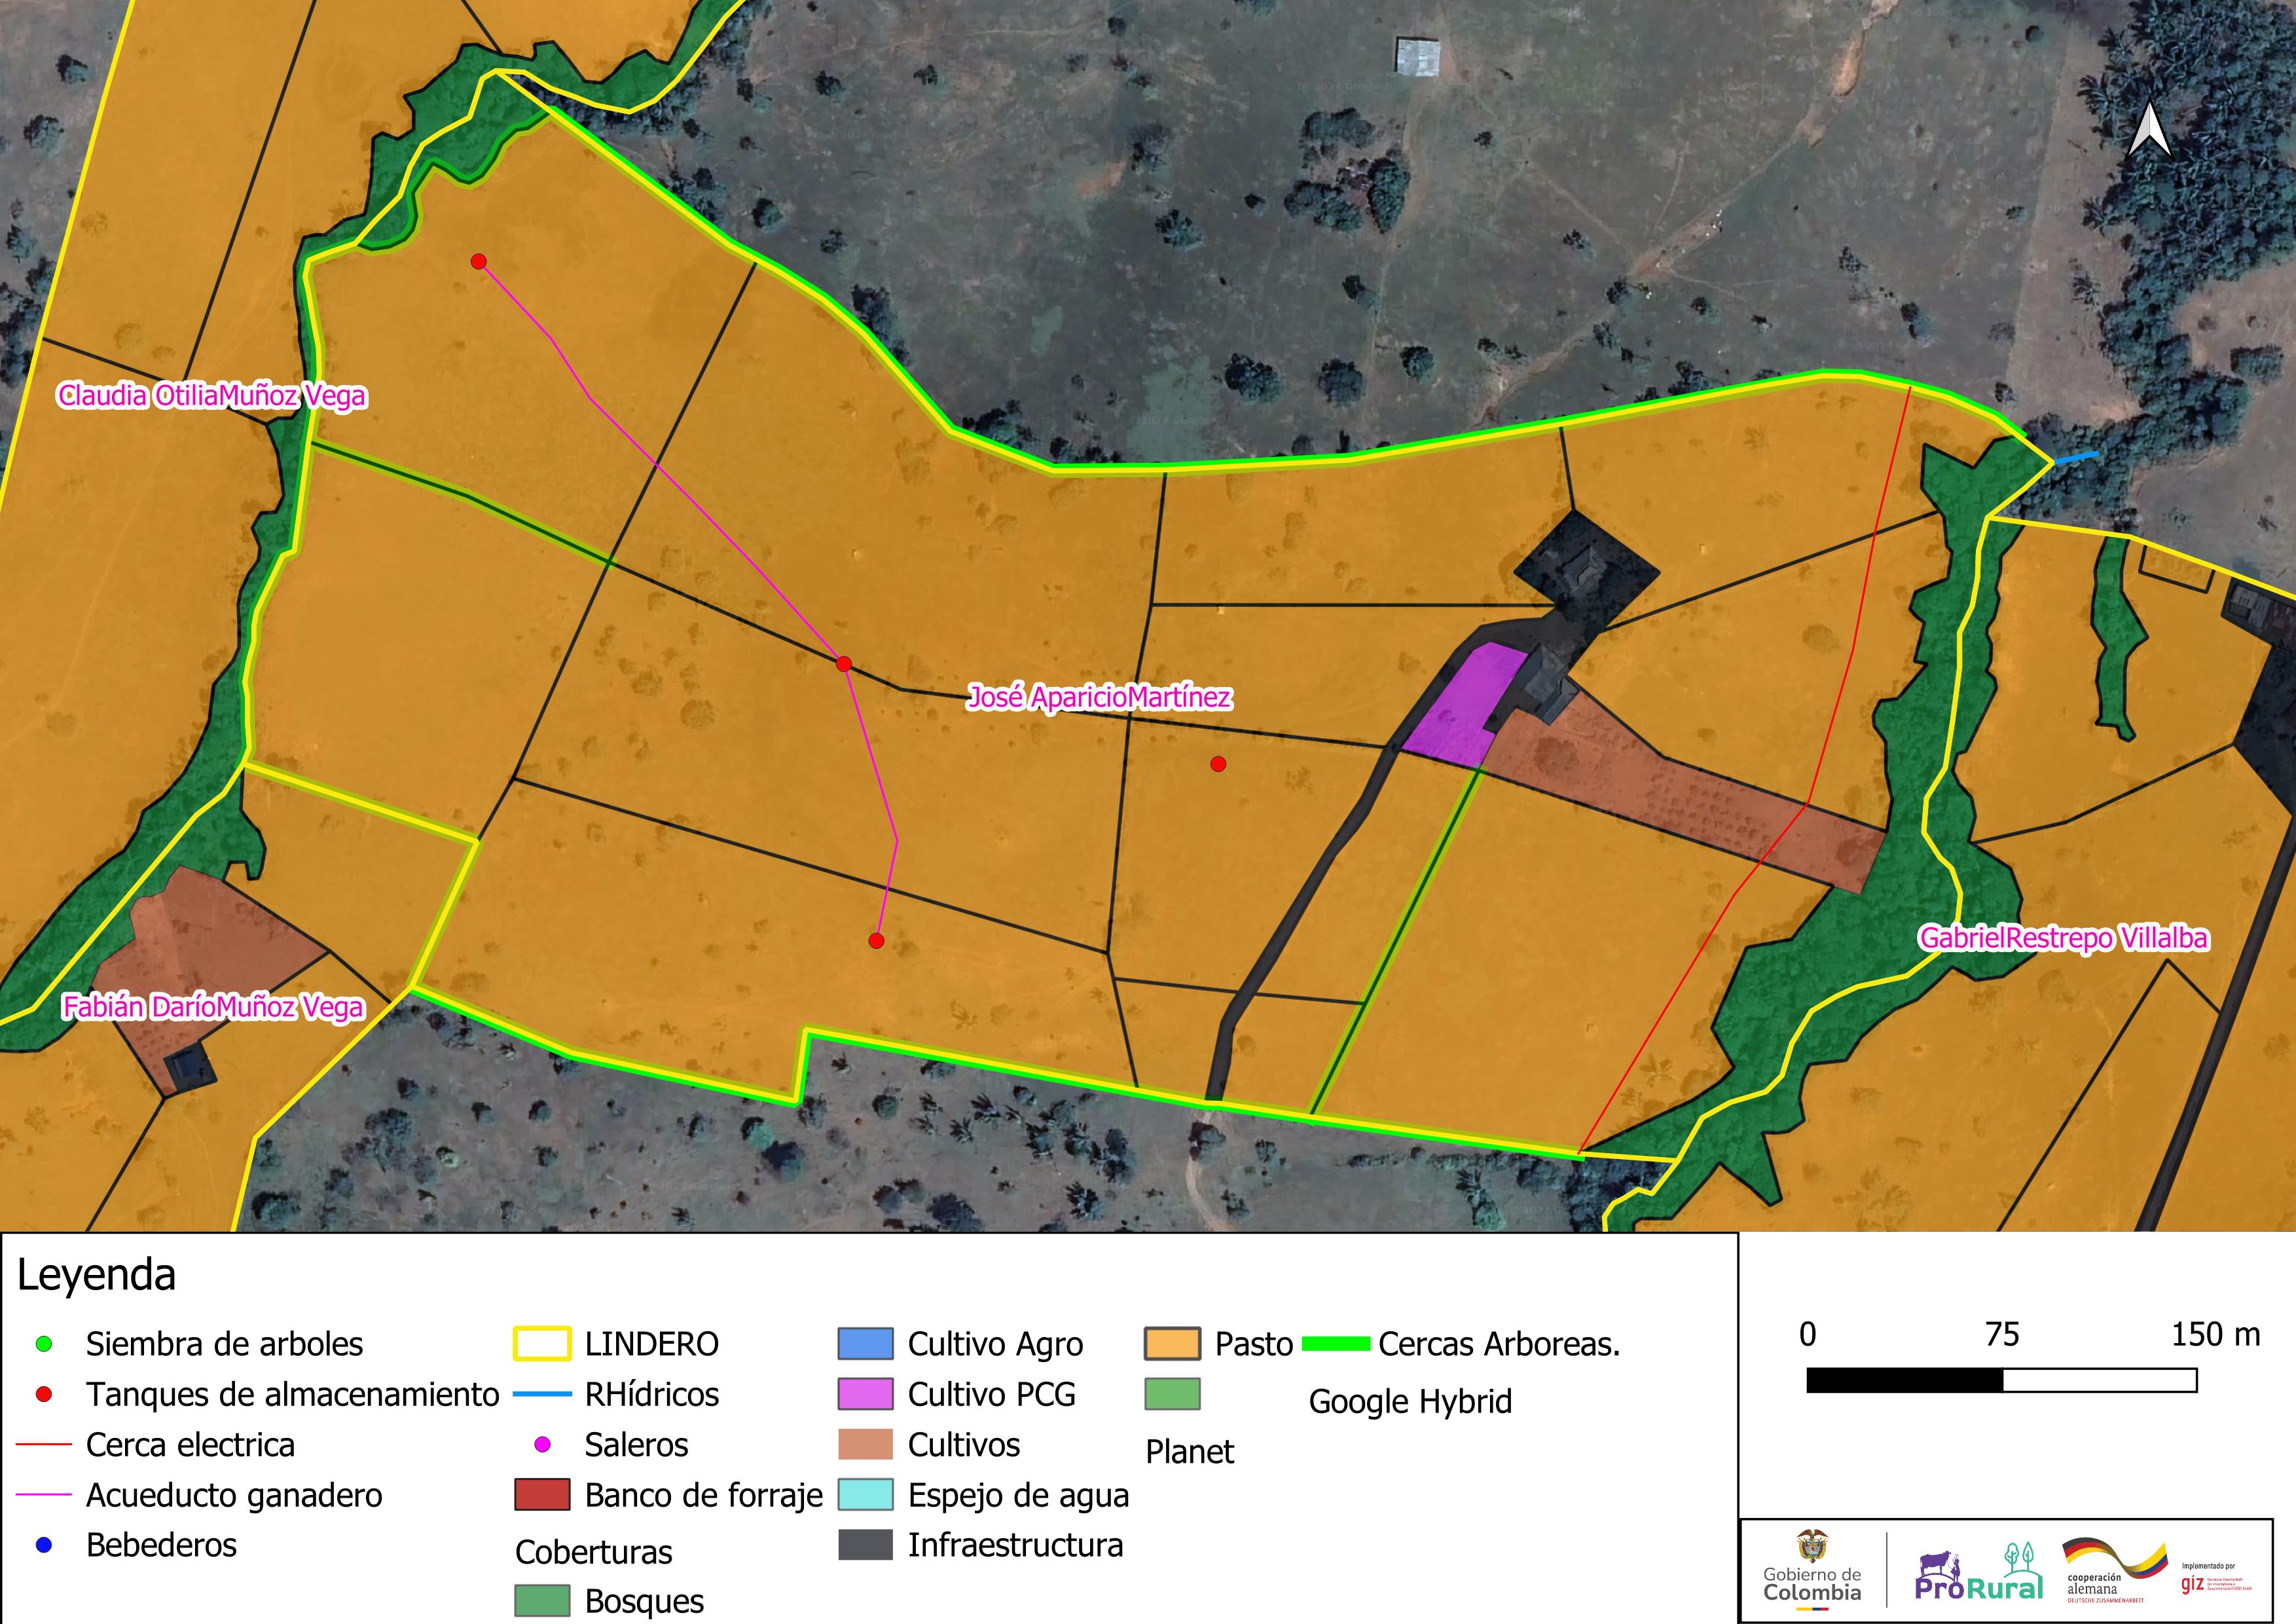 Claudia OtiliaMuñoz Vega
José AparicioMartínez
GabrielRestrepo Villalba
Fabián DaríoMuñoz Vega
Leyenda
Siembra de arboles
Tanques de almacenamiento
Cerca electrica
Acueducto ganadero
Bebederos
LINDERO
RHídricos
Saleros
Banco de forraje
Coberturas
Bosques
Cultivo Agro
Cultivo PCG
Cultivos
Espejo de agua
Infraestructura
Pasto
Planet
Cercas Arboreas.
Google Hybrid
0 75 150 m
Gobierno de
Colombia
ProRural
cooperación
alemana
DEUTSCHE ZUSAMMENARBEIT
Implementado por
giz